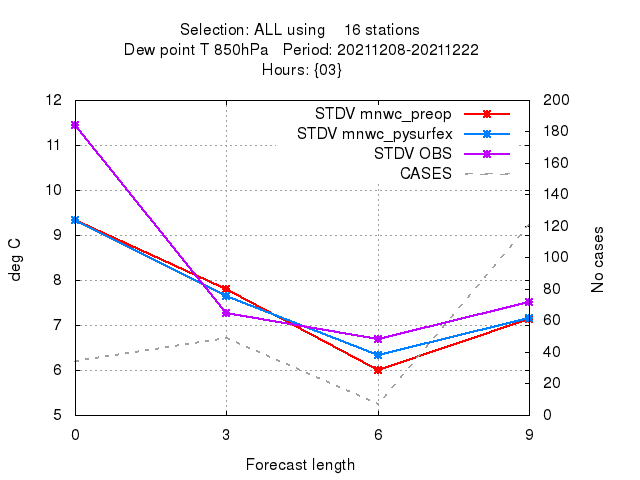 Selection: ALL using    16 stations
Dew point T 850hPa   Period: 20211208-20211222
Hours: {03}
STDV mnwc_preop
STDV mnwc_pysurfex
STDV OBS
CASES
12
11
10
9
8
7
6
5
deg C
200
180
160
140
120
100
80
60
40
20
0
No cases
0
3
6
9
Forecast length